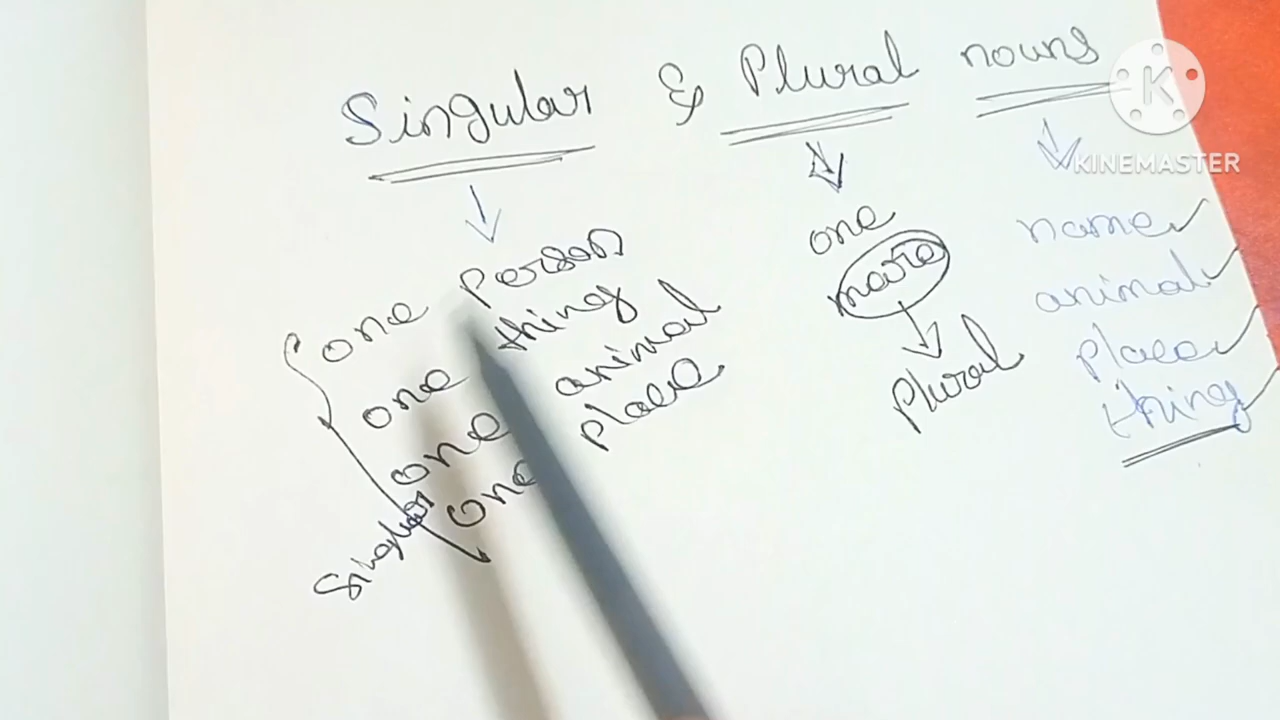 Singular & Plural nouns
one person
one thing
one animal
one place
Singular
one
more
Plural
name
animal
place
thing
K
KINEMASTER